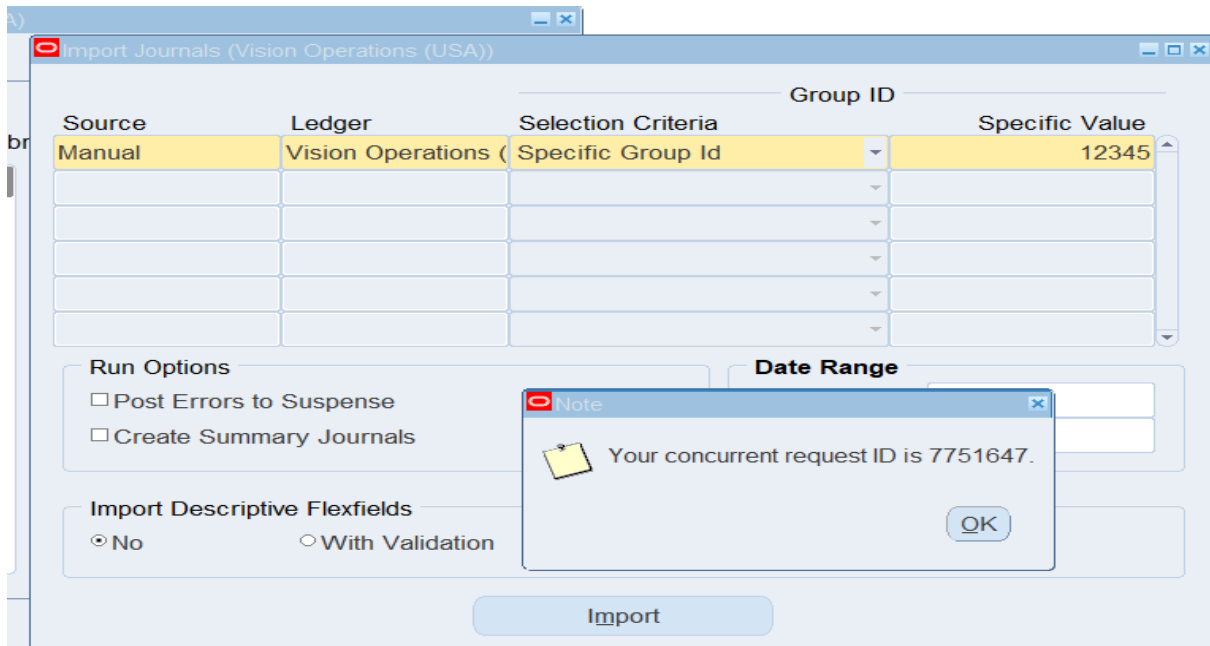 A)
Import Journals (Vision Operations (USA))
Group ID
Source Ledger Selection Criteria Specific Value
br
Manual Vision Operations ( Specific Group Id 12345
Run Options
Date Range
Post Errors to Suspense
Note
Create Summary Journals
Your concurrent request ID is 7751647.
Import Descriptive Flexfields
OK
No With Validation
Import